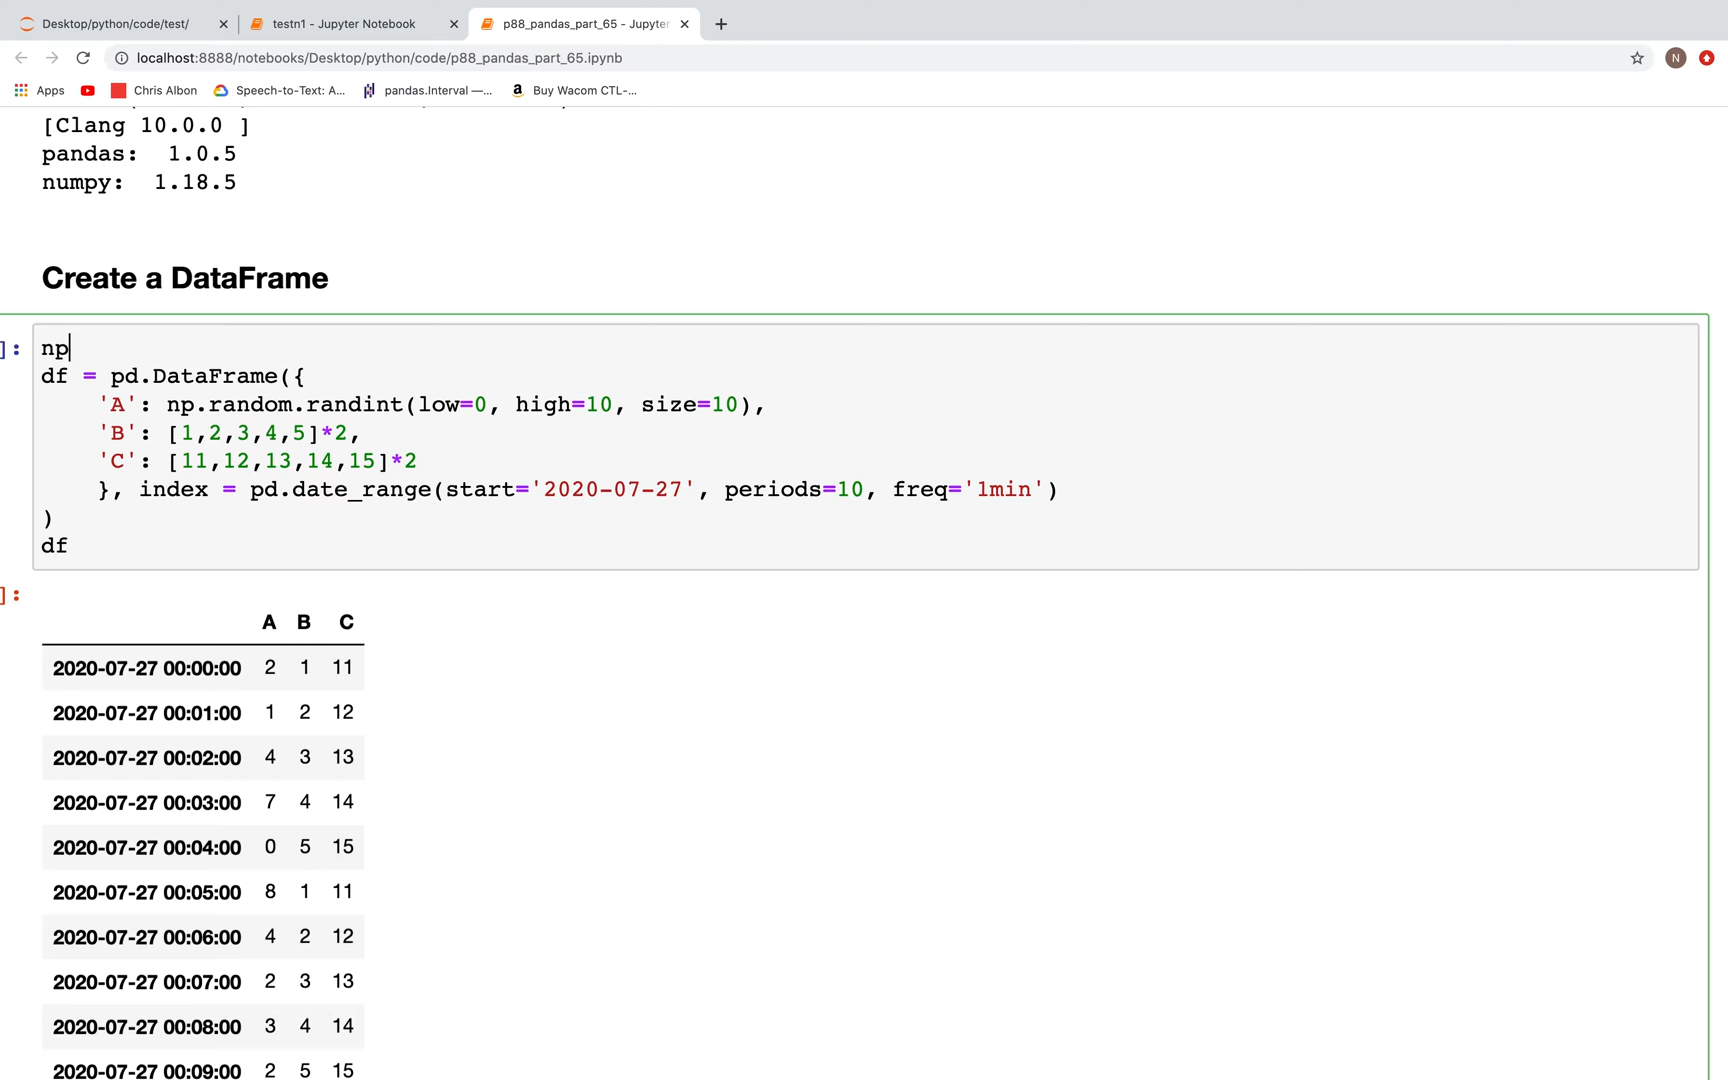 Desktop/python/code/test/
testn1 - Jupyter Notebook
p88_pandas_part_65 - Jupyter
localhost:8888/notebooks/Desktop/python/code/p88_pandas_part_65.ipynb
N
Apps
Chris Albon
Speech-to-Text: A...
pandas.Interval —...
Buy Wacom CTL-...
[Clang 10.0.0 ]
pandas:  1.0.5
numpy:  1.18.5
Create a DataFrame
]:
np
df = pd.DataFrame({
    'A': np.random.randint(low=0, high=10, size=10),
    'B': [1,2,3,4,5]*2,
    'C': [11,12,13,14,15]*2
    }, index = pd.date_range(start='2020-07-27', periods=10, freq='1min')
)
df
]:
A B C
2020-07-27 00:00:00 2 1 11
2020-07-27 00:01:00 1 2 12
2020-07-27 00:02:00 4 3 13
2020-07-27 00:03:00 7 4 14
2020-07-27 00:04:00 0 5 15
2020-07-27 00:05:00 8 1 11
2020-07-27 00:06:00 4 2 12
2020-07-27 00:07:00 2 3 13
2020-07-27 00:08:00 3 4 14
2020-07-27 00:09:00 2 5 15